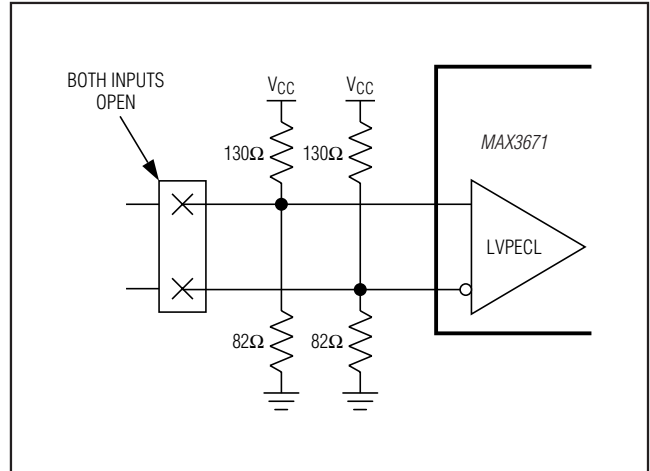 BOTH INPUTS
OPEN
VCC VCC
130Ω 130Ω
MAX3671
LVPECL
82Ω 82Ω